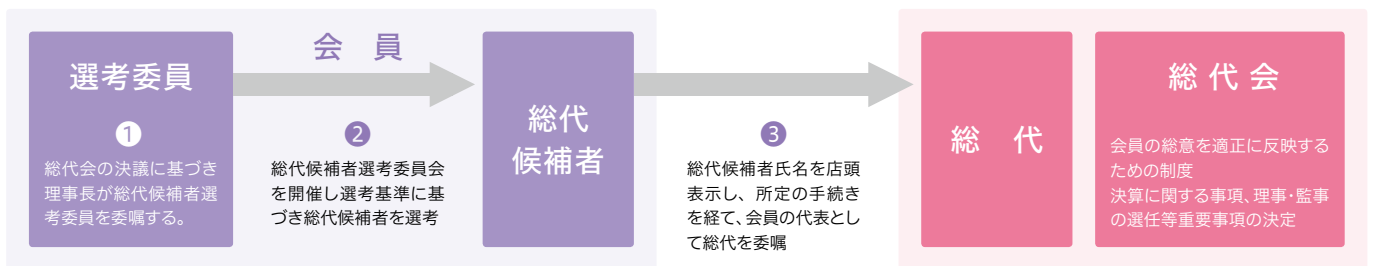 会 員
選考委員
❶
総代会の決議に基づき
理事長が総代候補者選
考委員を委嘱する。
❷
総代候補者選考委員会
を開催し選考基準に基
づき総代候補者を選考
総代
候補者
❸
総代候補者氏名を店頭
表示し、所定の手続き
を経て、会員の代表とし
て総代を委嘱
総 代
総 代 会
会員の総意を適正に反映する
ための制度
決算に関する事項、理事・監事
の選任等重要事項の決定